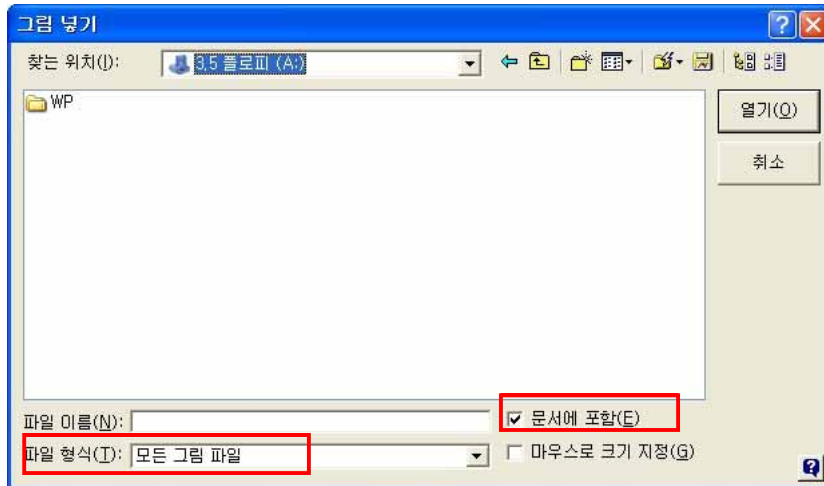 그림 넣기
찾는 위치(I):
3.5 플로피 (A:)
WP
열기(O)
취소
파일 이름(N):
문서에 포함(E)
파일 형식(T): 모든 그림 파일
마우스로 크기 지정(G)